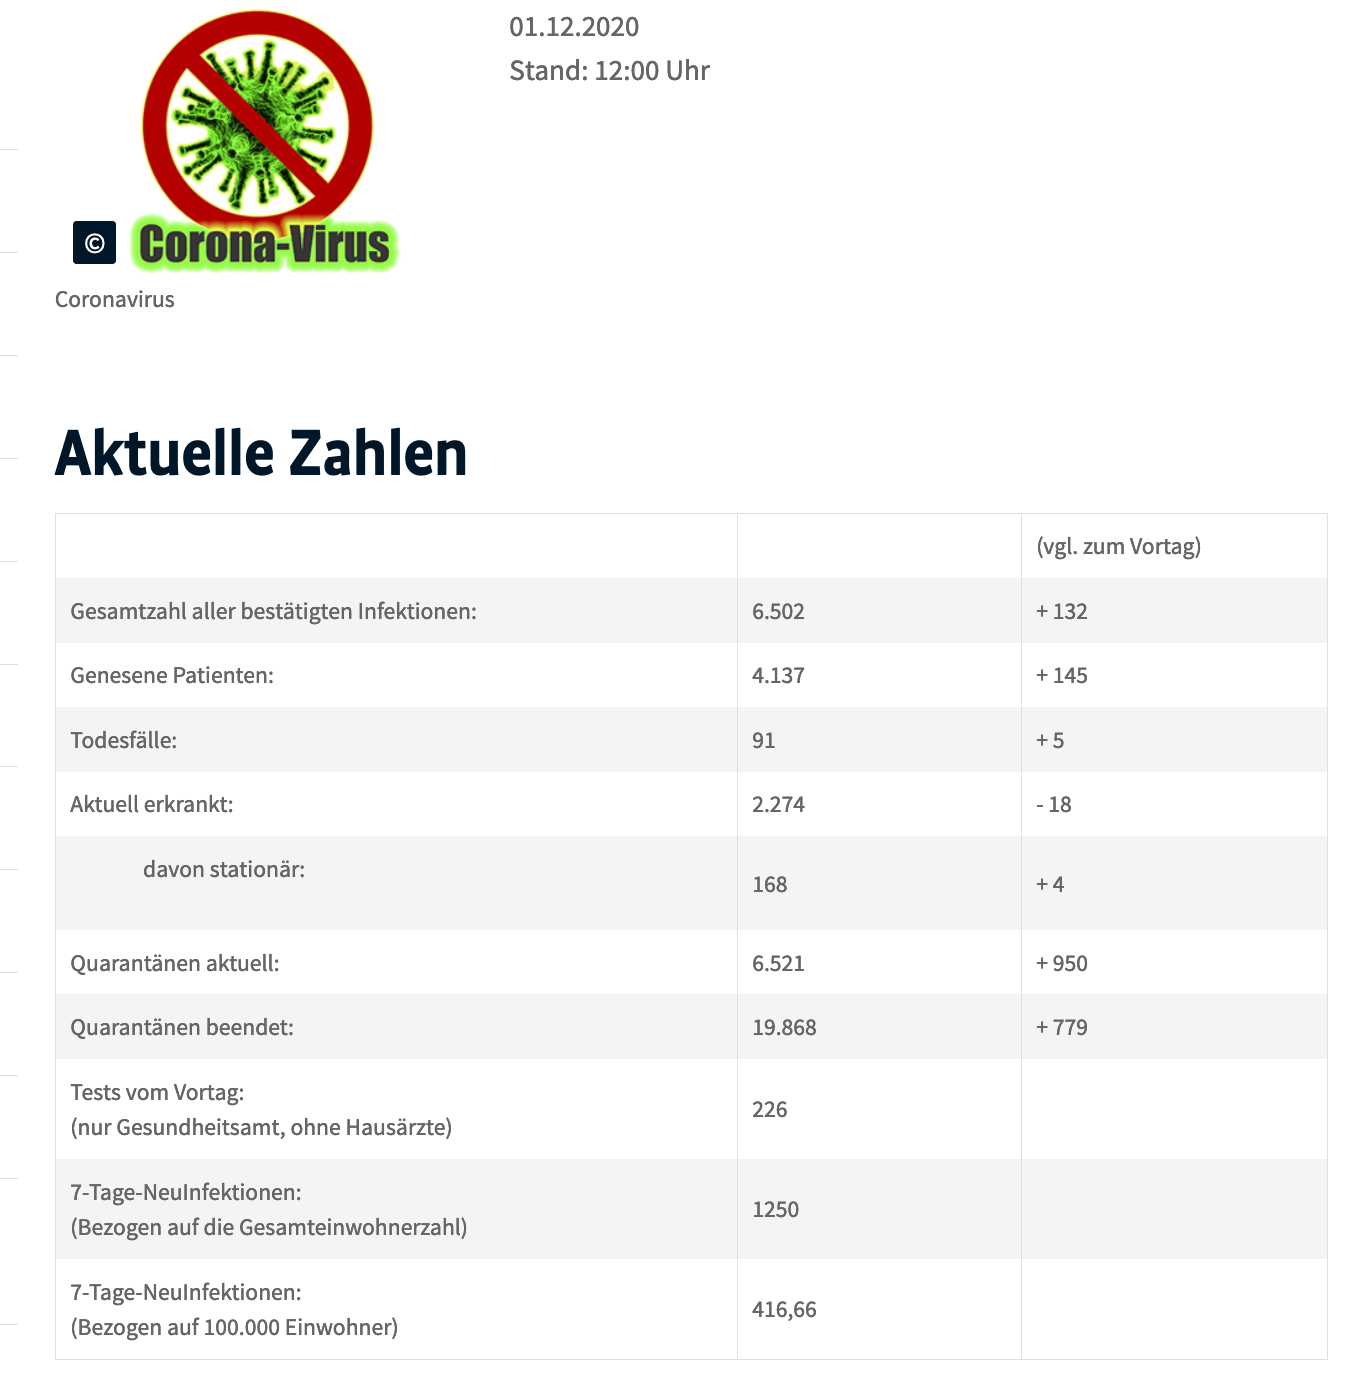 01.12.2020
Stand: 12:00 Uhr
©
Corona-Virus
Coronavirus
Aktuelle Zahlen
(vgl. zum Vortag)
Gesamtzahl aller bestätigten Infektionen: 6.502 + 132
Genesene Patienten: 4.137 + 145
Todesfälle: 91 + 5
Aktuell erkrankt: 2.274 - 18
davon stationär: 168 + 4
Quarantänen aktuell: 6.521 + 950
Quarantänen beendet: 19.868 + 779
Tests vom Vortag:
(nur Gesundheitsamt, ohne Hausärzte)
226
7-Tage-NeuInfektionen:
(Bezogen auf die Gesamteinwohnerzahl)
1250
7-Tage-NeuInfektionen:
(Bezogen auf 100.000 Einwohner)
416,66